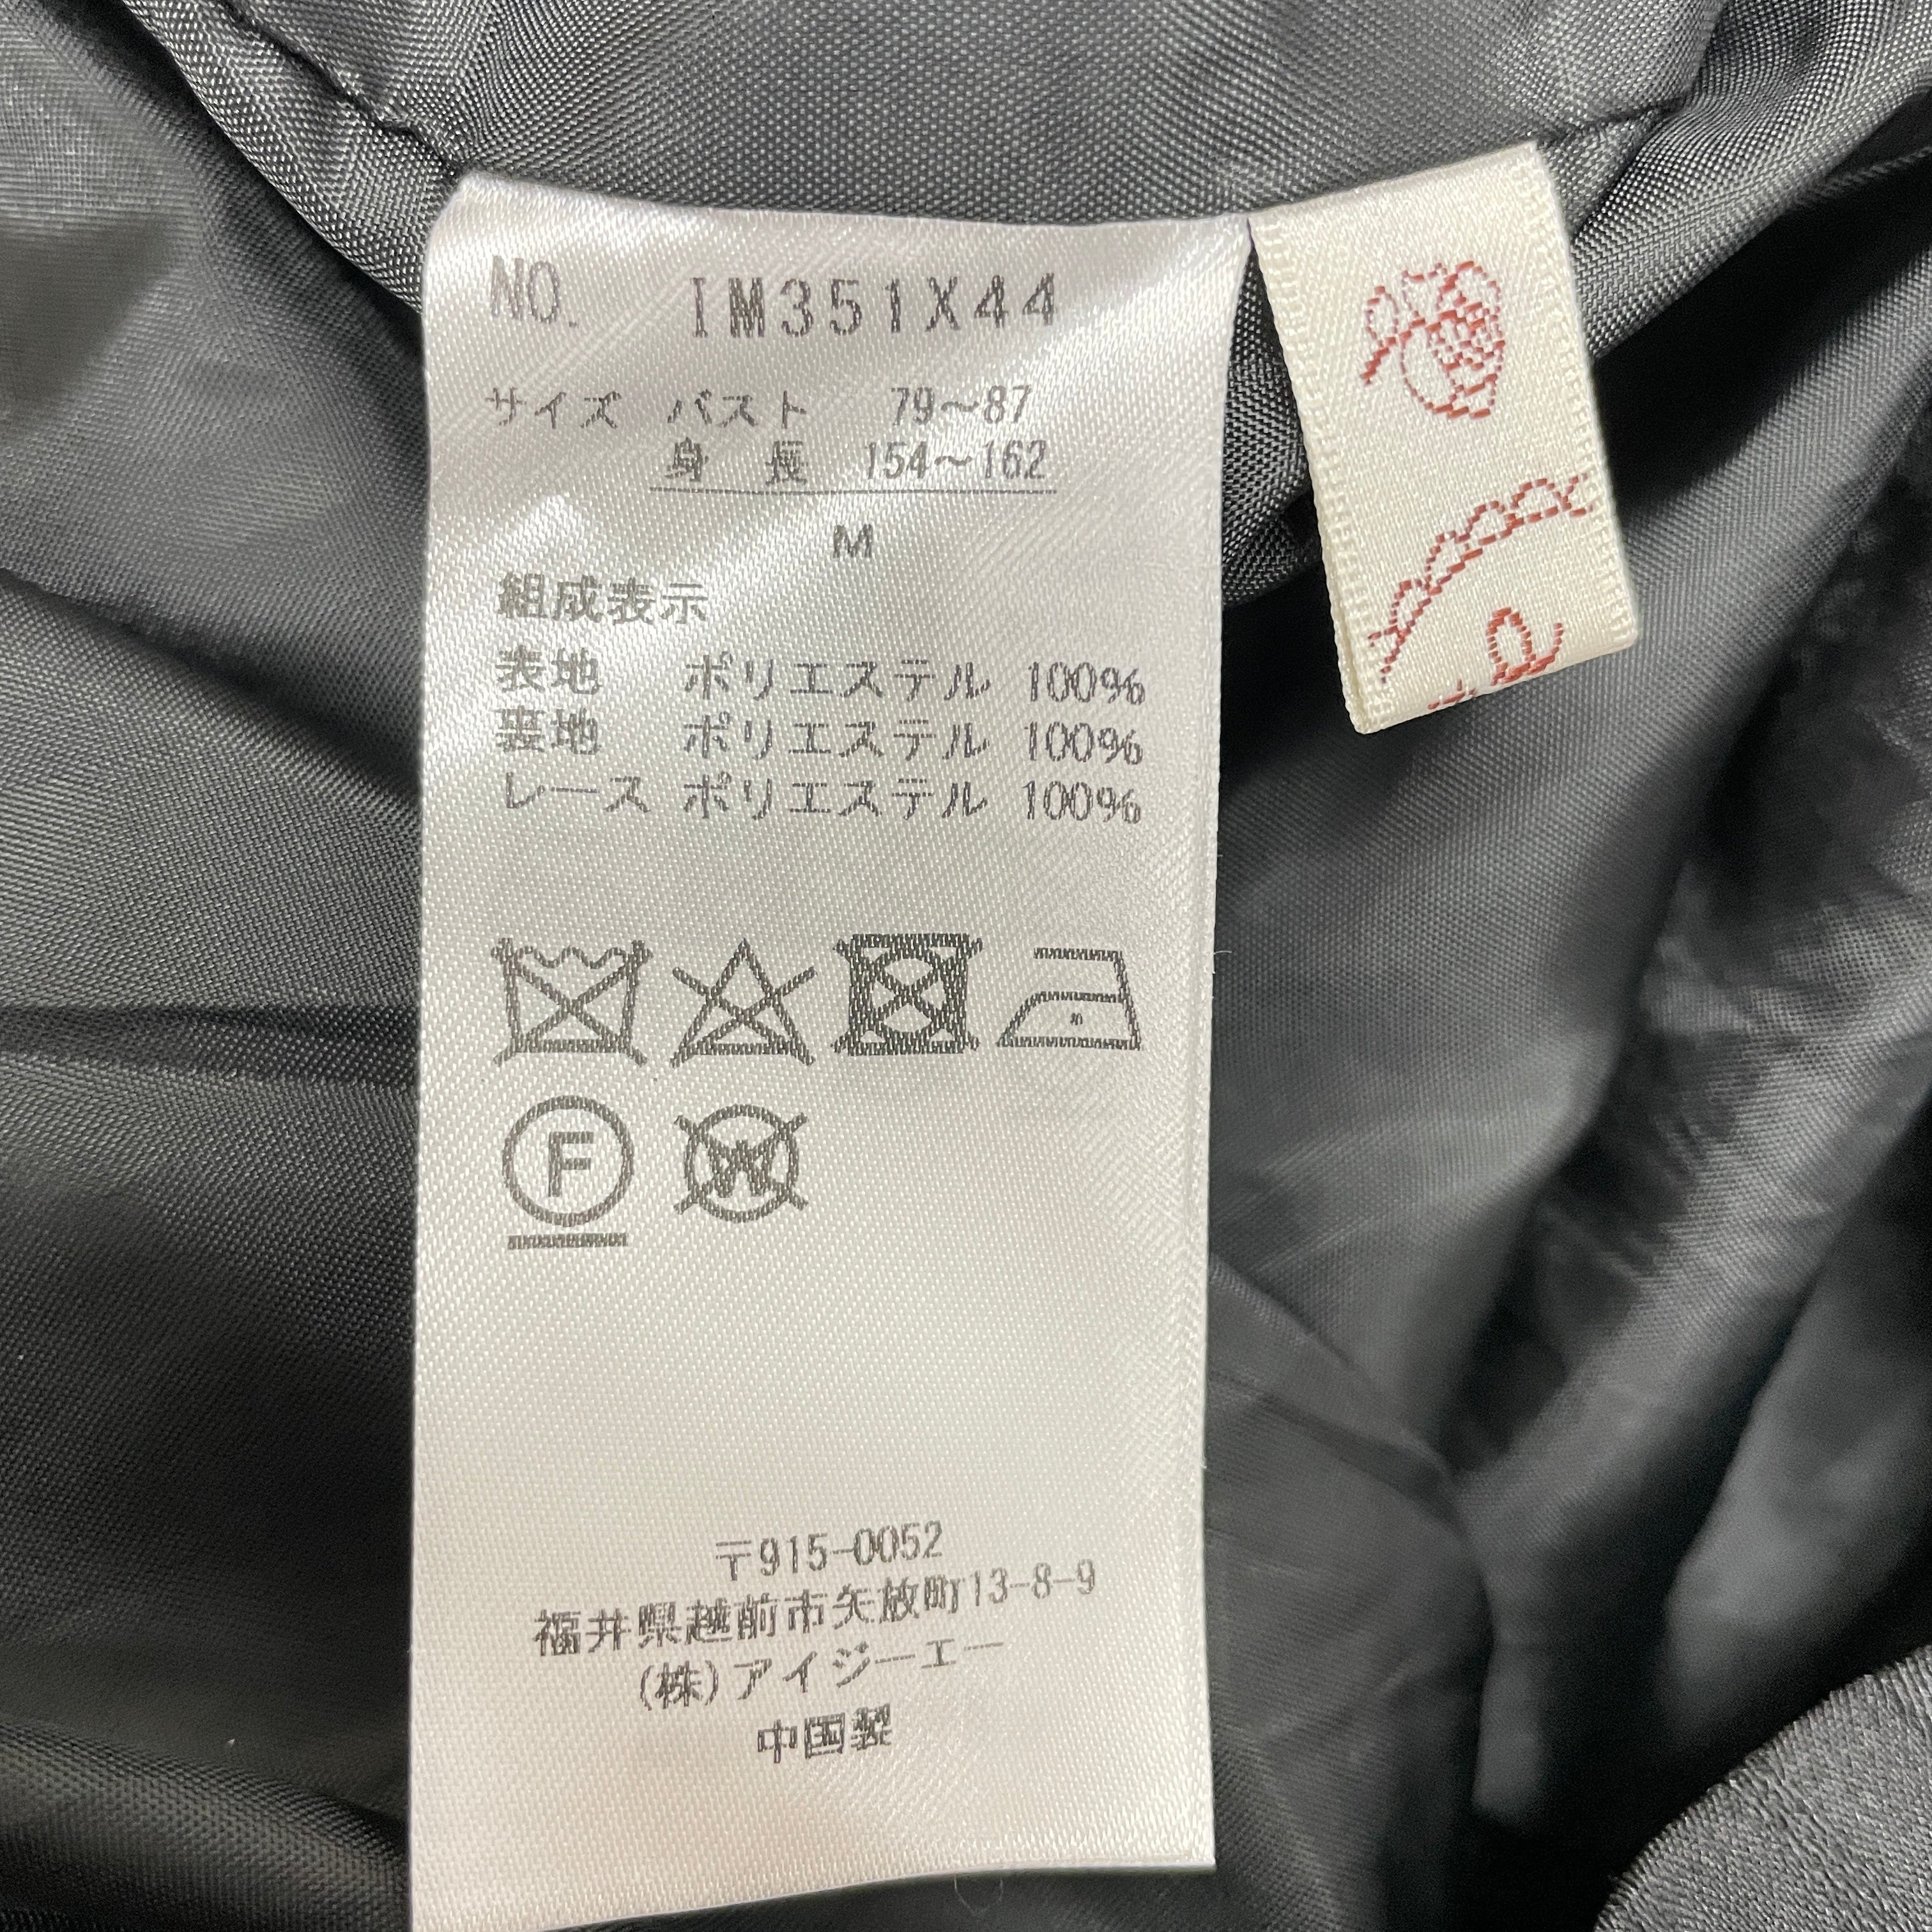 NO. IM351X44
サイズ バスト 79~87
身長 154~162
M
組成表示
表地 ポリエステル 100%
裏地 ポリエステル 100%
レース ポリエステル 100%
F
W
〒915-0052
福井県越前市矢放町13-8-9
(株)アイジーエー
中国製